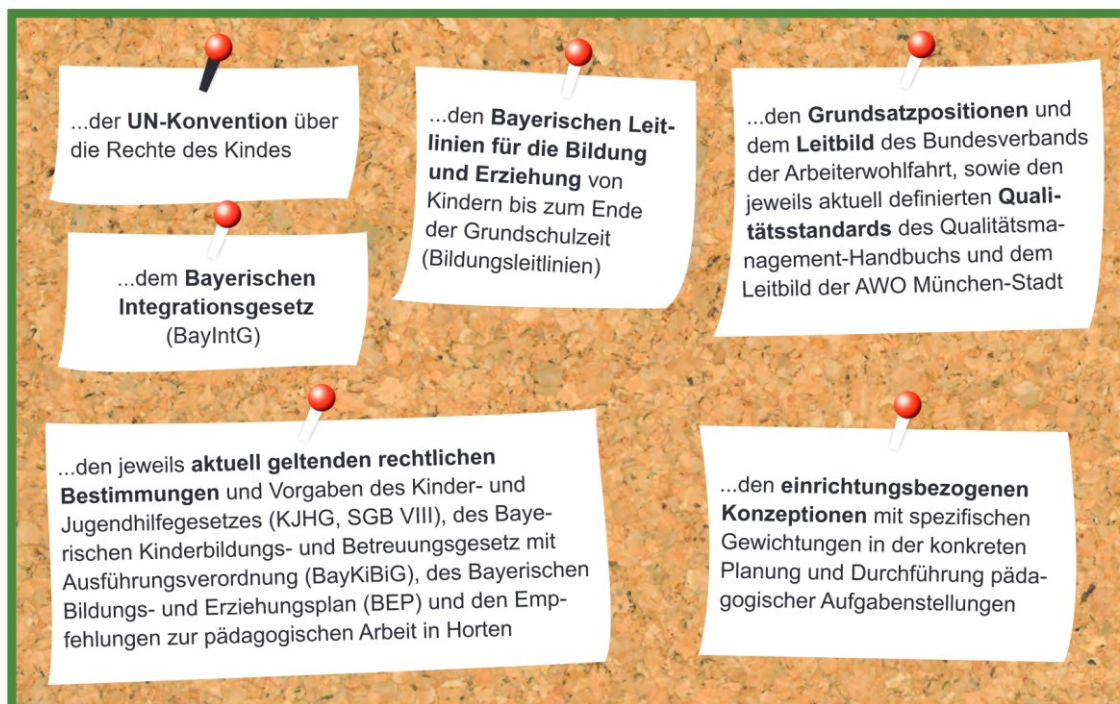 ...der UN-Konvention über
die Rechte des Kindes
...dem Bayerischen
Integrationsgesetz
(BayIntG)
...den Bayerischen Leit-
linien für die Bildung
und Erziehung von
Kindern bis zum Ende
der Grundschulzeit
(Bildungsleitlinien)
...den Grundsatzpositionen und
dem Leitbild des Bundesverbands
der Arbeiterwohlfahrt, sowie den
jeweils aktuell definierten Quali-
tätsstandards des Qualitätsma-
nagement-Handbuchs und dem
Leitbild der AWO München-Stadt
...den jeweils aktuell geltenden rechtlichen
Bestimmungen und Vorgaben des Kinder- und
Jugendhilfegesetzes (KJHG, SGB VIII), des Baye-
rischen Kinderbildungs- und Betreuungsgesetz mit
Ausführungsverordnung (BayKiBiG), des Bayerischen
Bildungs- und Erziehungsplan (BEP) und den Emp-
fehlungen zur pädagogischen Arbeit in Horten
...den einrichtungsbezogenen
Konzeptionen mit spezifischen
Gewichtungen in der konkreten
Planung und Durchführung päda-
gogischer Aufgabenstellungen